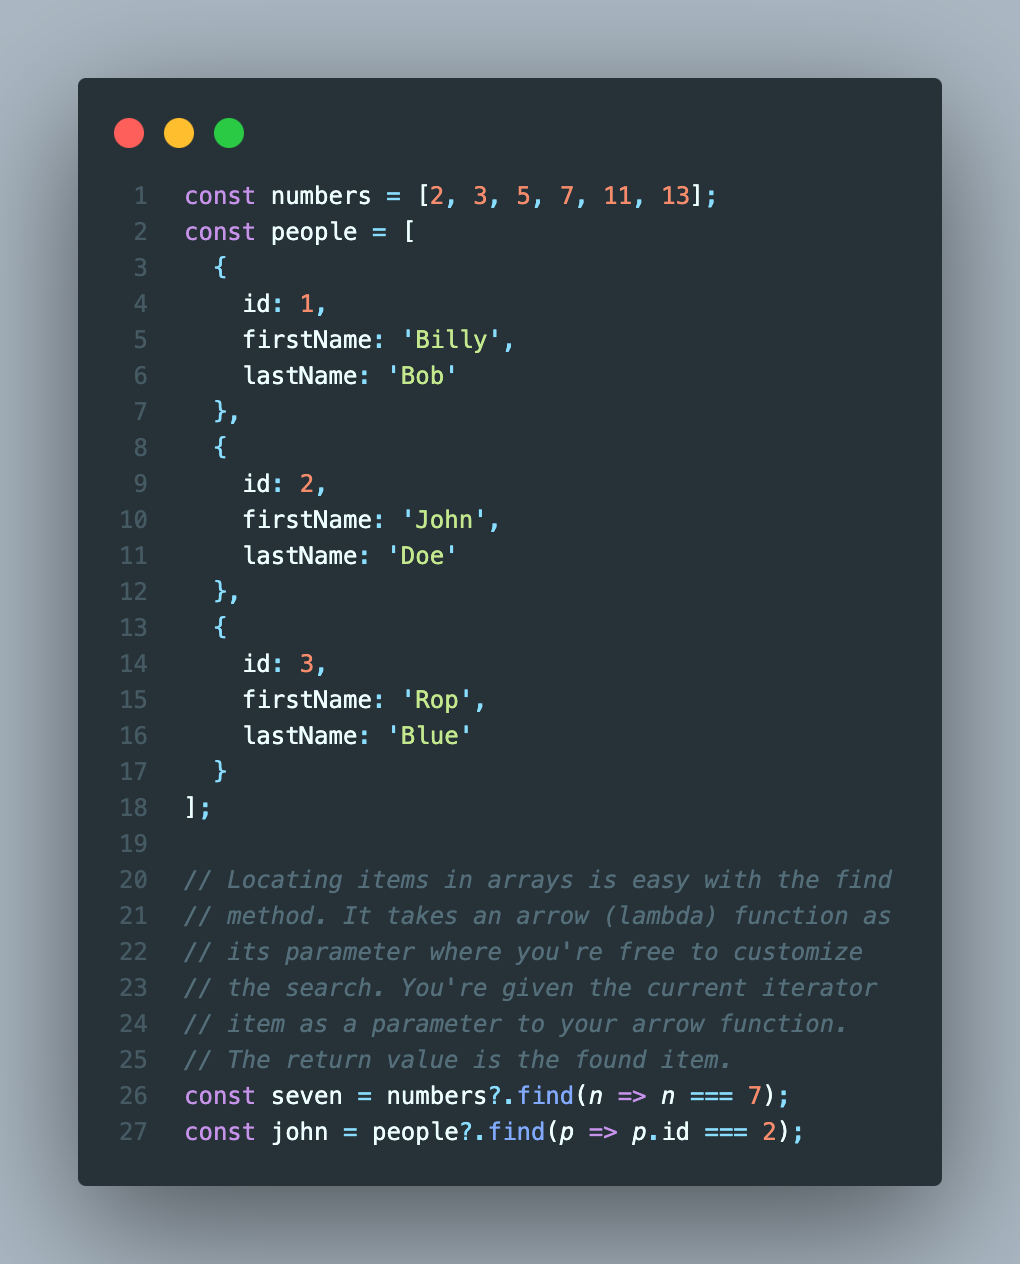 1 const numbers = [2, 3, 5, 7, 11, 13];
2 const people = [
3   {
4     id: 1,
5     firstName: 'Billy',
6     lastName: 'Bob'
7   },
8   {
9     id: 2,
10     firstName: 'John',
11     lastName: 'Doe'
12   },
13   {
14     id: 3,
15     firstName: 'Rop',
16     lastName: 'Blue'
17   }
18 ];
19
20 // Locating items in arrays is easy with the find
21 // method. It takes an arrow (lambda) function as
22 // its parameter where you're free to customize
23 // the search. You're given the current iterator
24 // item as a parameter to your arrow function.
25 // The return value is the found item.
26 const seven = numbers?.find(n => n === 7);
27 const john = people?.find(p => p.id === 2);